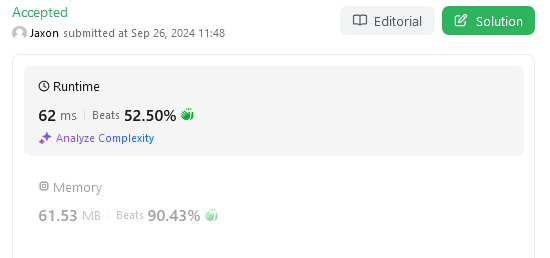 Accepted
Jaxon submitted at Sep 26, 2024 11:48
Editorial
Solution
Runtime
62 ms Beats 52.50%
Analyze Complexity
Memory
61.53 MB Beats 90.43%